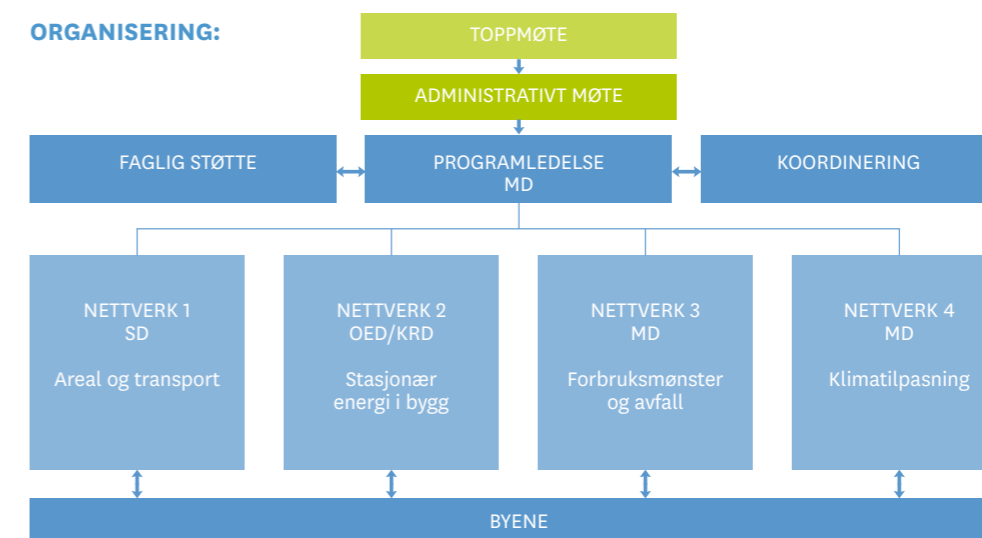 ORGANISERING:
TOPPMØTE
ADMINISTRATIVT MØTE
FAGLIG STØTTE
PROGRAMLEDELSE
MD
KOORDINERING
NETTVERK 1
SD
Areal og transport
NETTVERK 2
OED/KRD
Stasjonær
energi i bygg
NETTVERK 3
MD
Forbruksmønster
og avfall
NETTVERK 4
MD
Klimatilpasning
BYENE